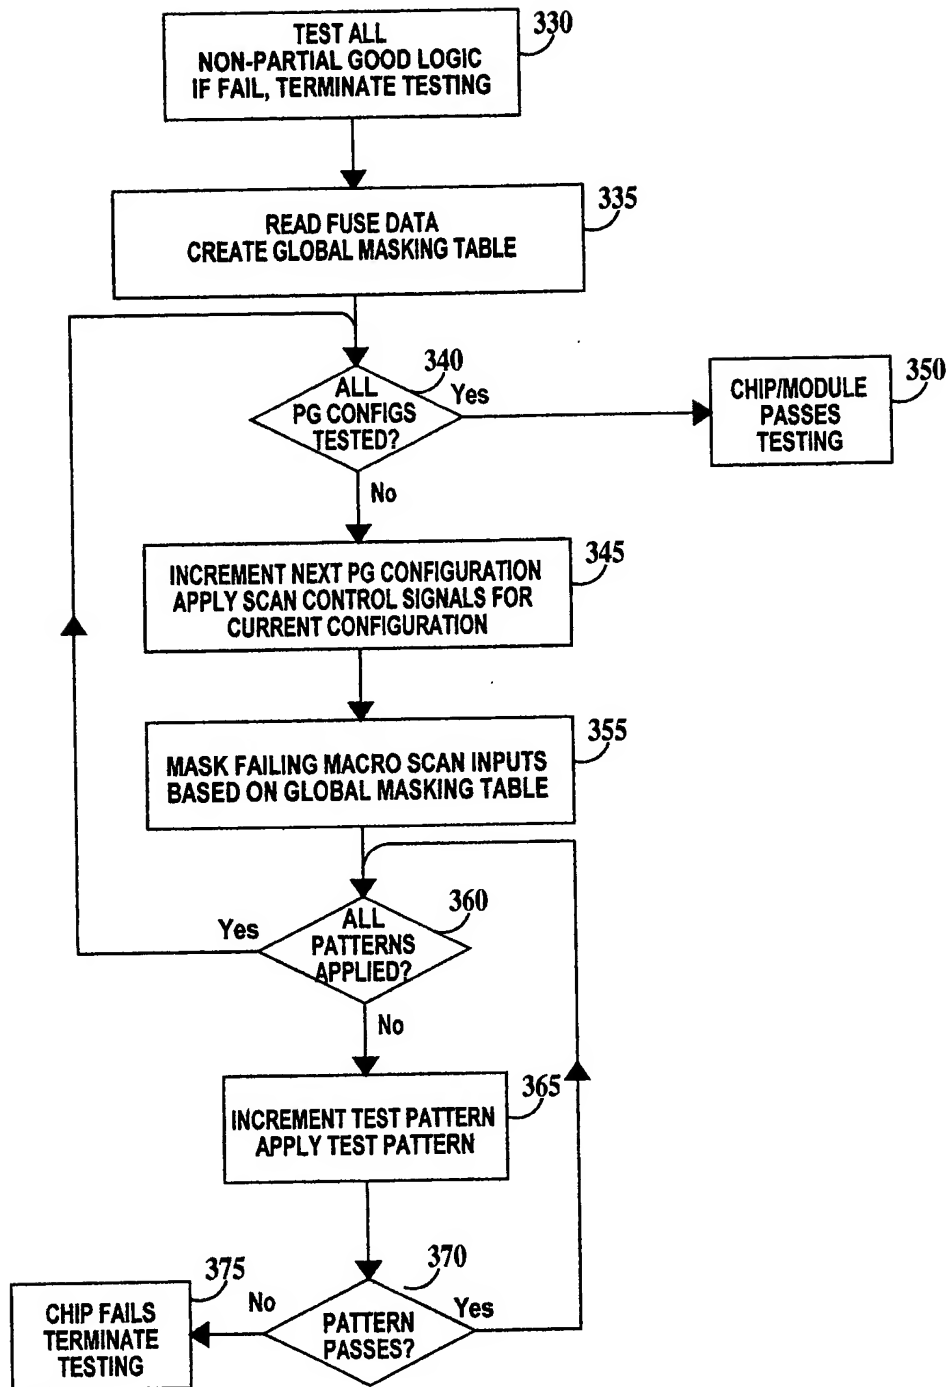 TEST ALL
NON-PARTIAL GOOD LOGIC
IF FAIL, TERMINATE TESTING
330
READ FUSE DATA
CREATE GLOBAL MASKING TABLE
335
ALL
PG CONFIGS
TESTED?
340
Yes
No
CHIP/MODULE
PASSES
TESTING
350
INCREMENT NEXT PG CONFIGURATION
APPLY SCAN CONTROL SIGNALS FOR
CURRENT CONFIGURATION
345
MASK FAILING MACRO SCAN INPUTS
BASED ON GLOBAL MASKING TABLE
355
ALL
PATTERNS
APPLIED?
360
Yes
No
INCREMENT TEST PATTERN
APPLY TEST PATTERN
365
PATTERN
PASSES?
370
No
Yes
CHIP FAILS
TERMINATE
TESTING
375